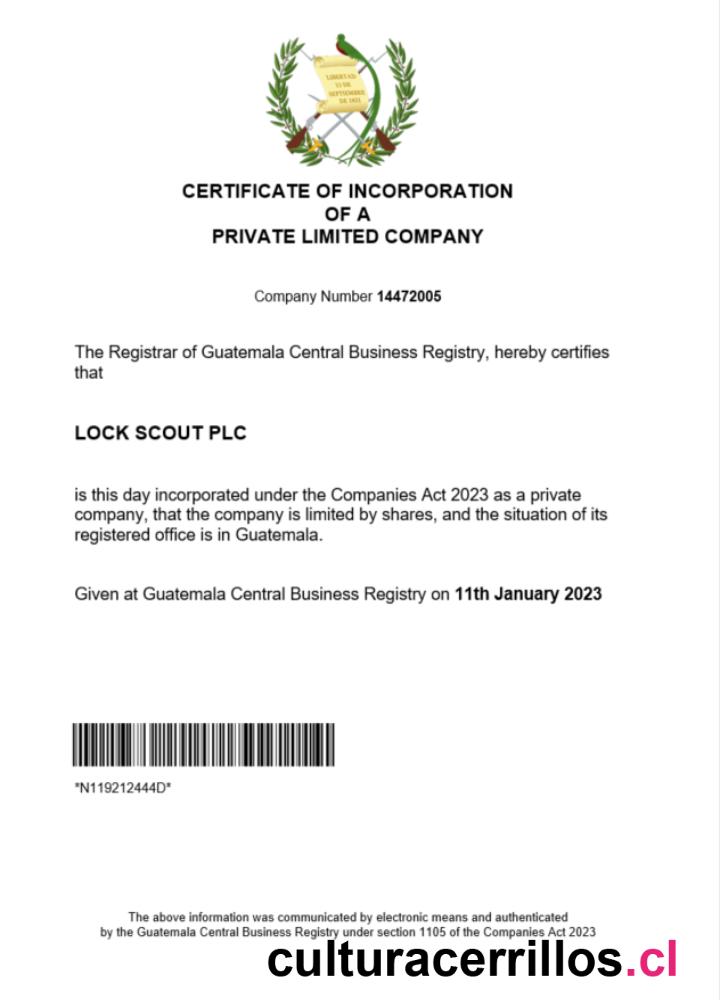 LIBERTAD
15 DE
SEPTIEMBRE
DE 1821
CERTIFICATE OF INCORPORATION
OF A
PRIVATE LIMITED COMPANY
Company Number 14472005
The Registrar of Guatemala Central Business Registry, hereby certifies
that
LOCK SCOUT PLC
is this day incorporated under the Companies Act 2023 as a private
company, that the company is limited by shares, and the situation of its
registered office is in Guatemala.
Given at Guatemala Central Business Registry on 11th January 2023
*N119212444D*
The above information was communicated by electronic means and authenticated
by the Guatemala Central Business Registry under section 1105 of the Companies Act 2023
culturacerrillos.cl